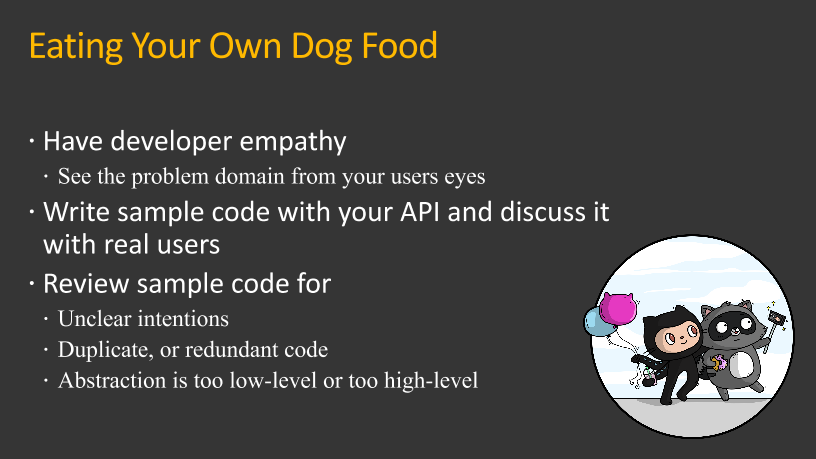 Eating Your Own Dog Food
· Have developer empathy
· See the problem domain from your users eyes
· Write sample code with your API and discuss it
with real users
· Review sample code for
· Unclear intentions
· Duplicate, or redundant code
· Abstraction is too low-level or too high-level